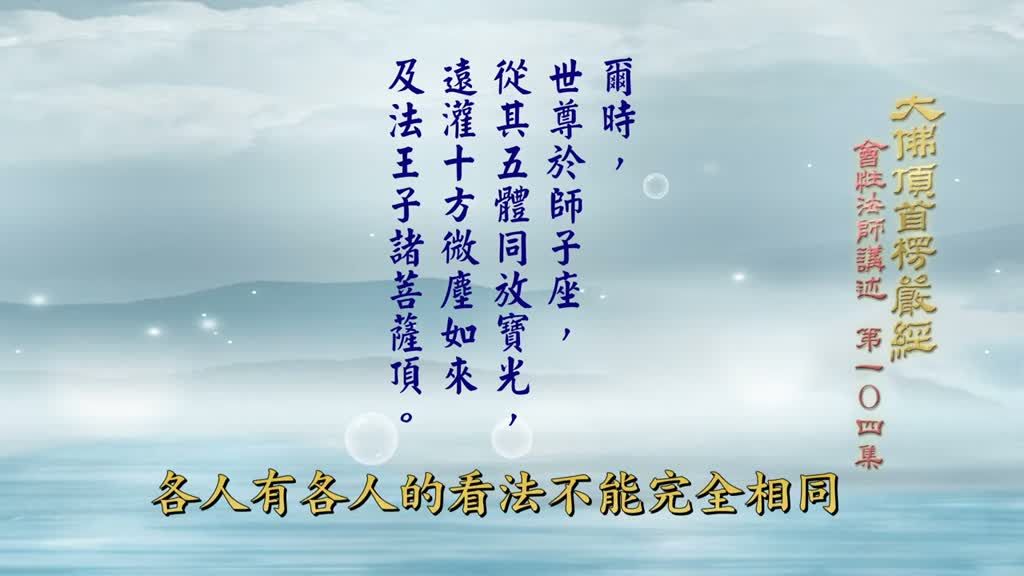 大佛頂首楞嚴經
會性法師講述 第一〇四集
爾時，
世尊於師子座，
從其五體同放寶光，
遠灌十方微塵如來
及法王子諸菩薩頂。
各人有各人的看法不能完全相同